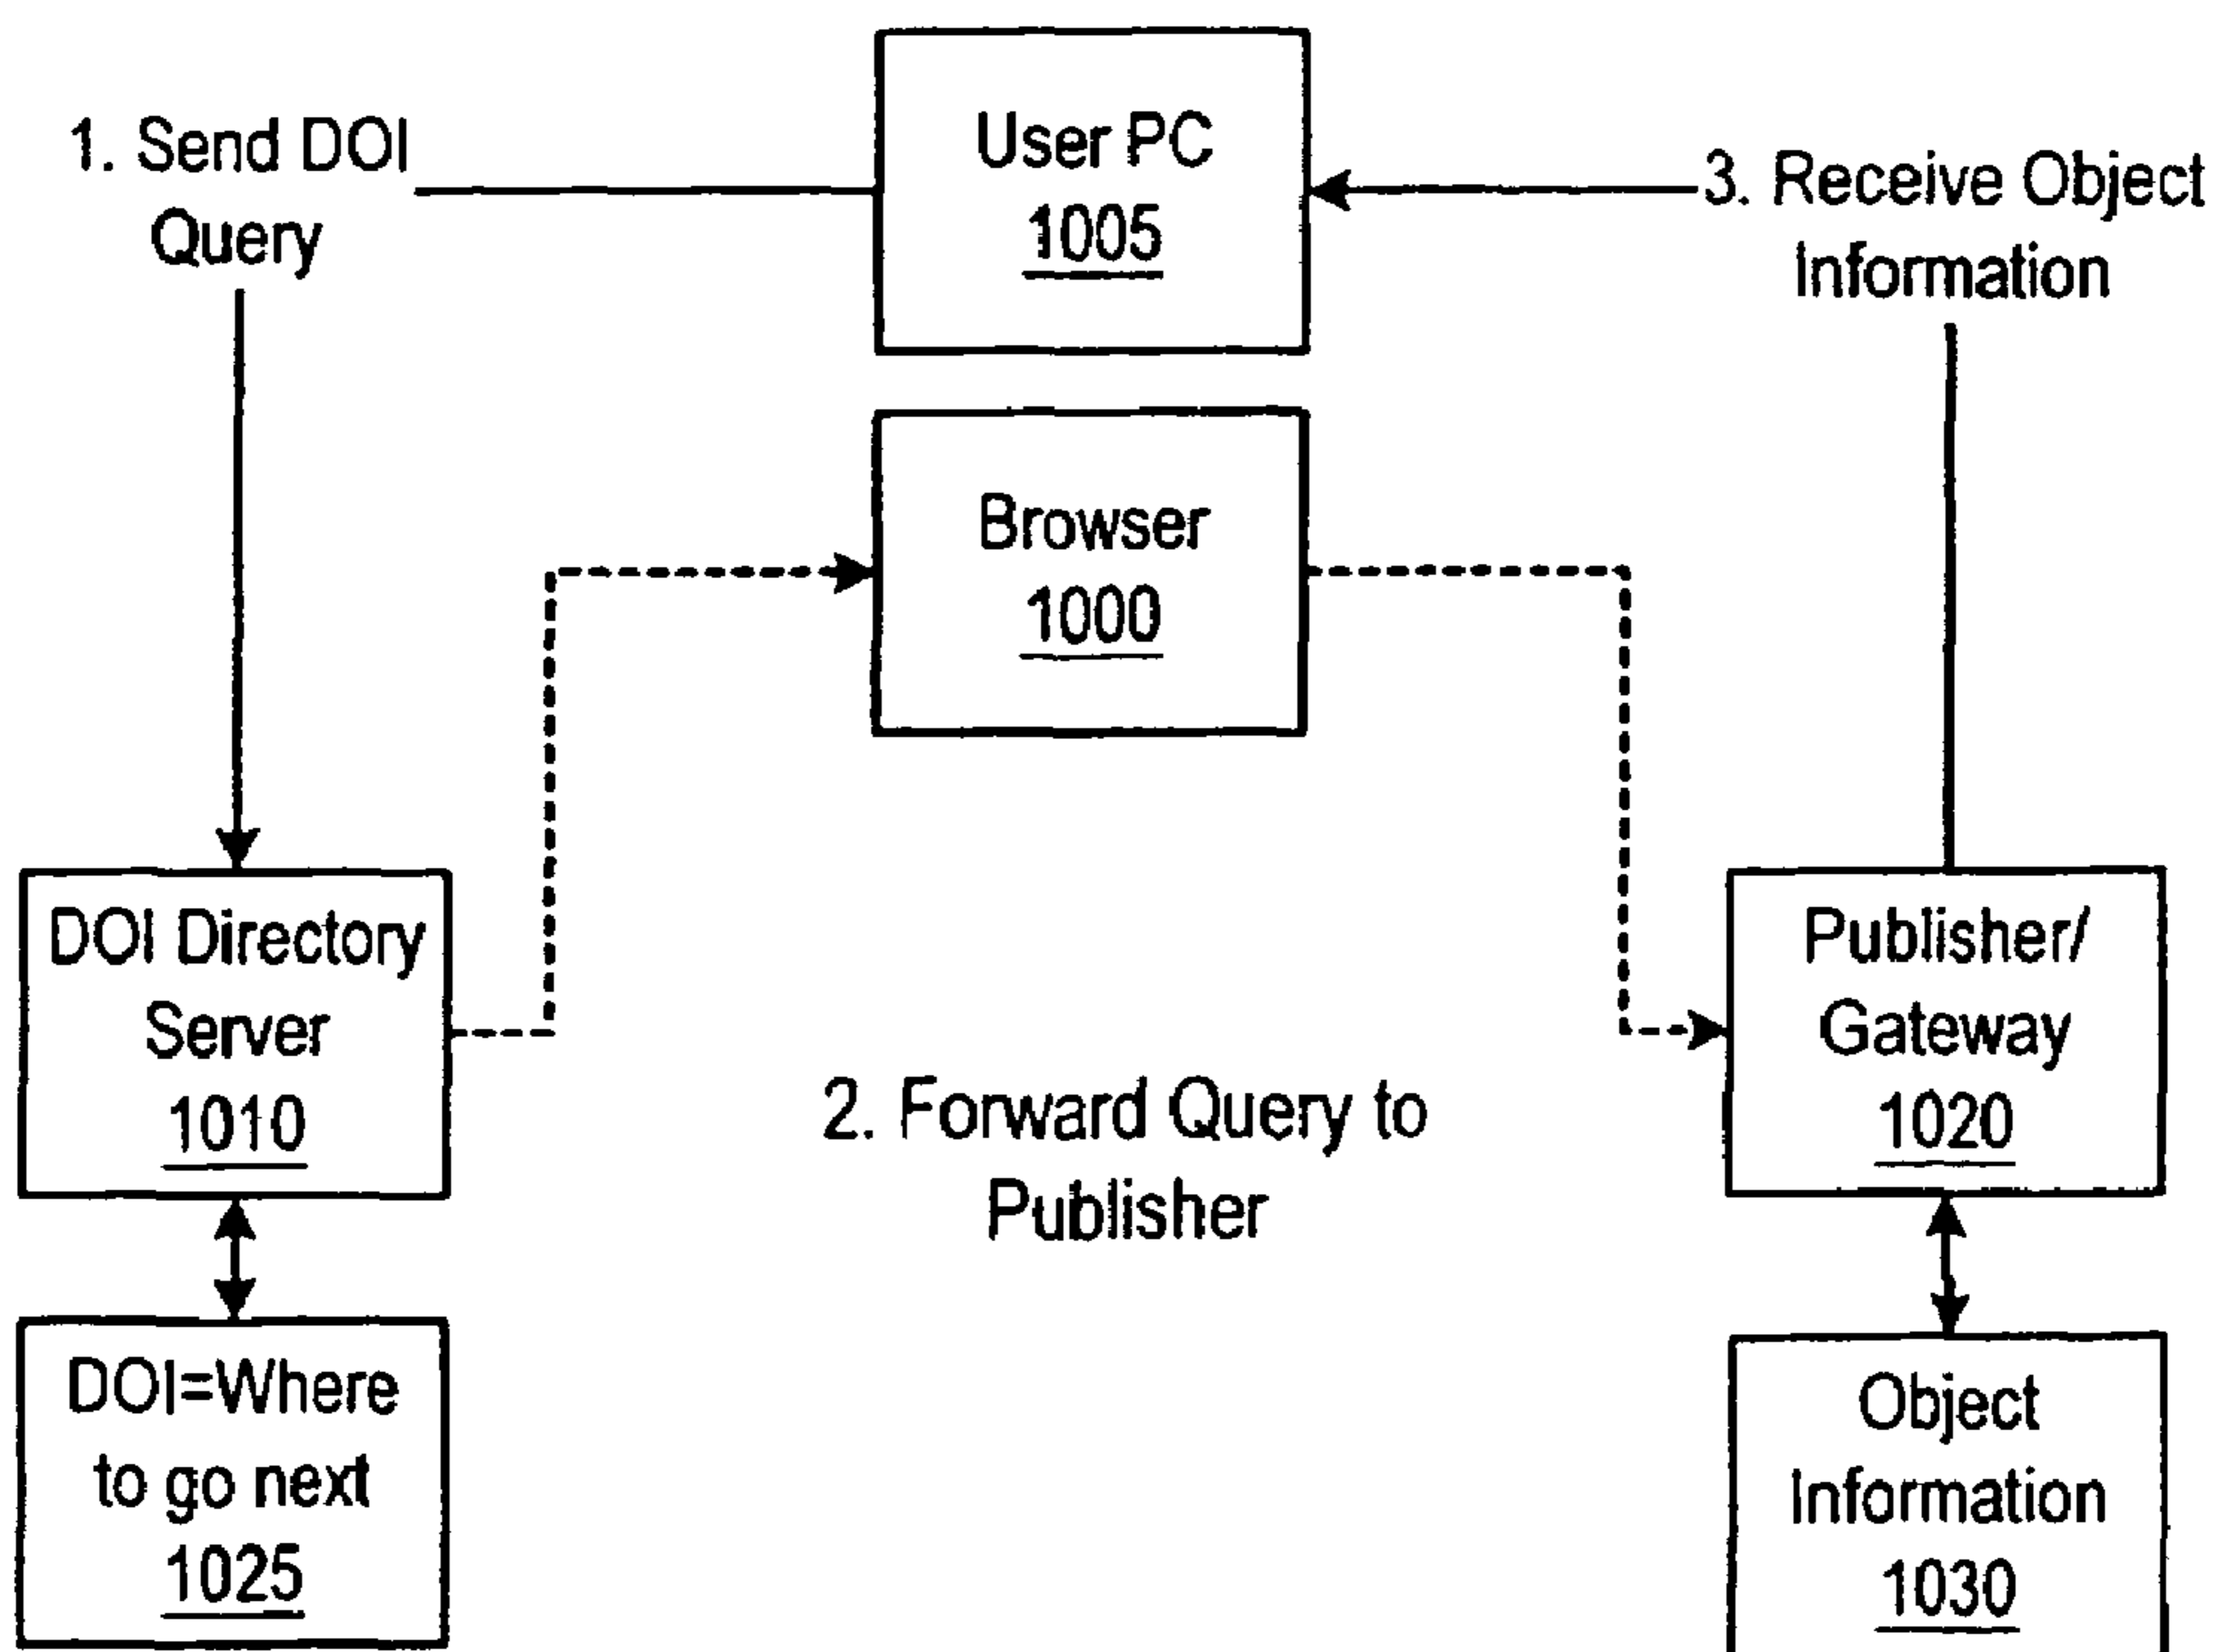 1. Send DOI
Query
User PC
1005
3. Receive Object
Information
Browser
1000
DOI Directory
Server
1010
2. Forward Query to
Publisher
Publisher/
Gateway
1020
DOI=Where
to go next
1025
Object
Information
1030